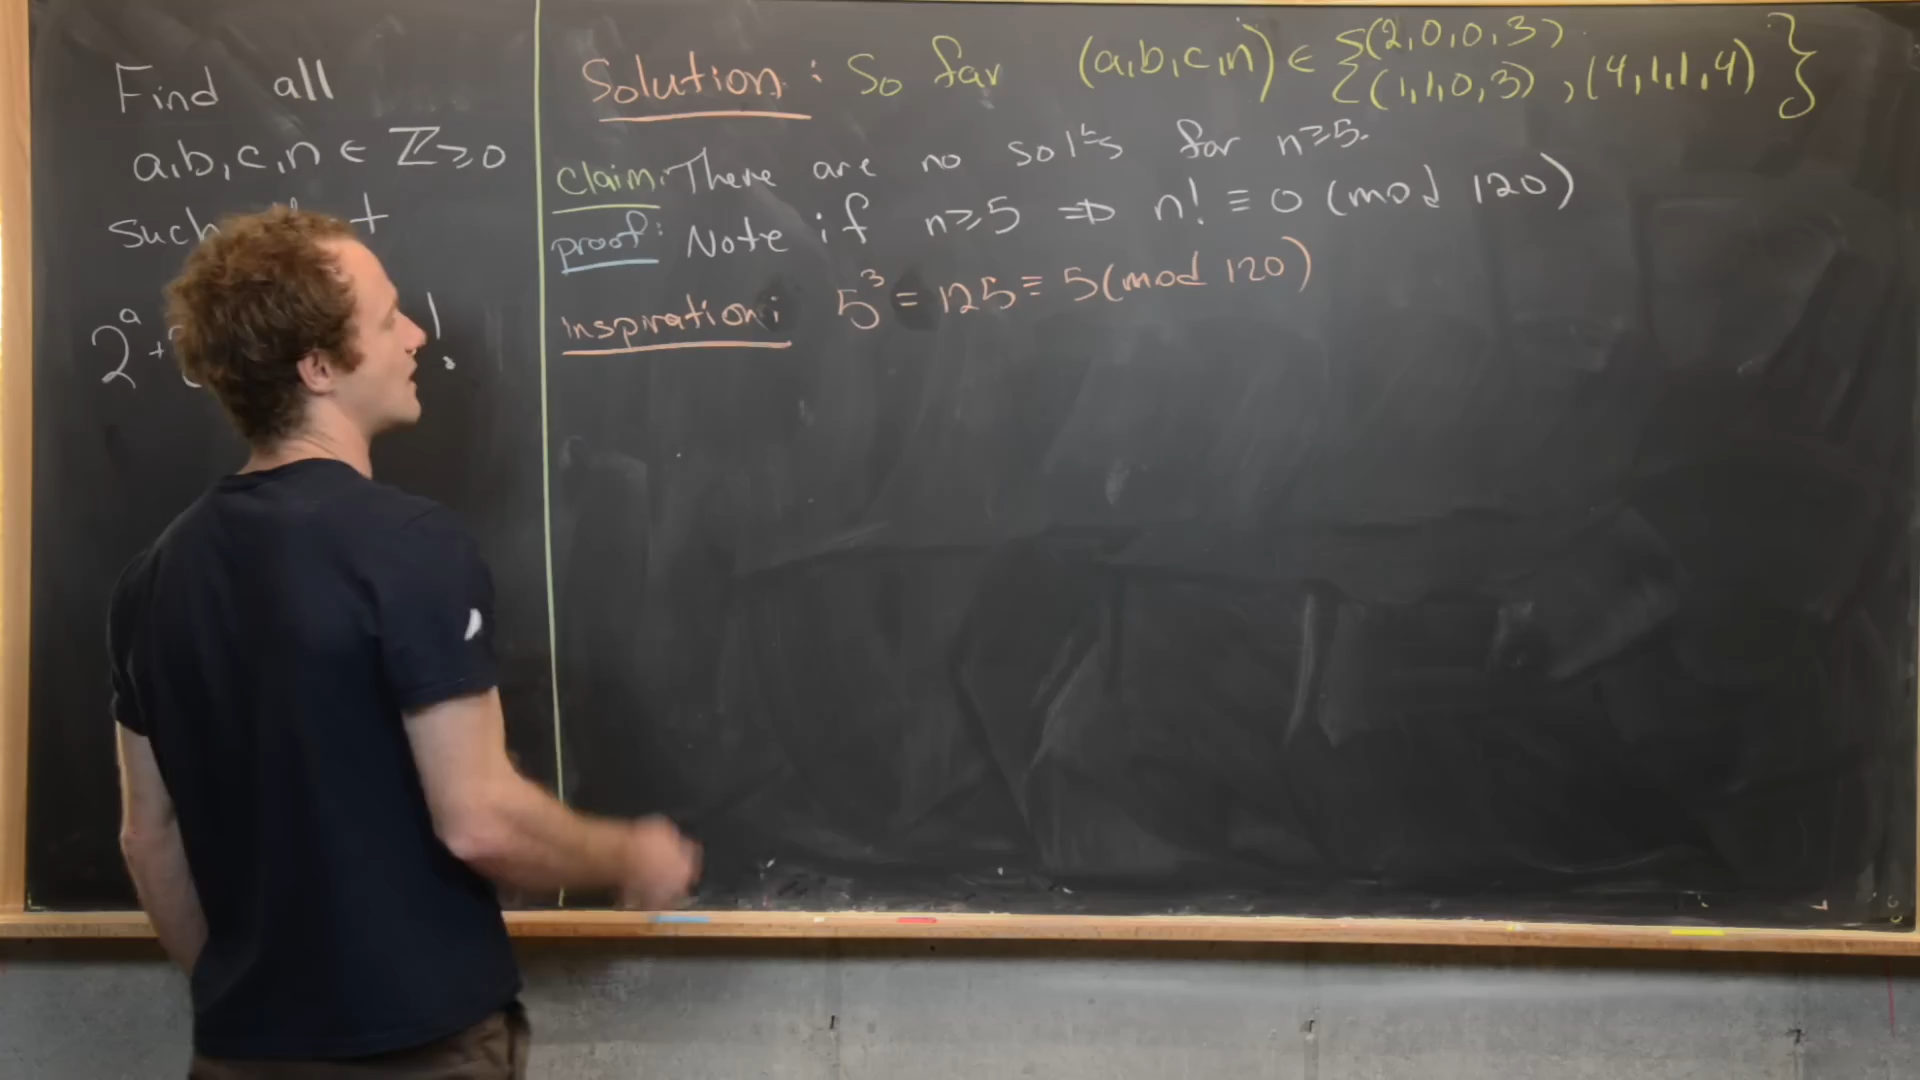 Find all
a,b,c,n ∈ ℤ≥0
such
2^a + !
Solution: So far (a,b,c,n) ∈ {(2,0,0,3), (1,1,0,3), (4,1,1,4)}
Claim: There are no sol's for n≥5.
proof: Note if n≥5 ⇒ n! ≡ 0 (mod 120)
inspiration: 5^3 = 125 ≡ 5 (mod 120)